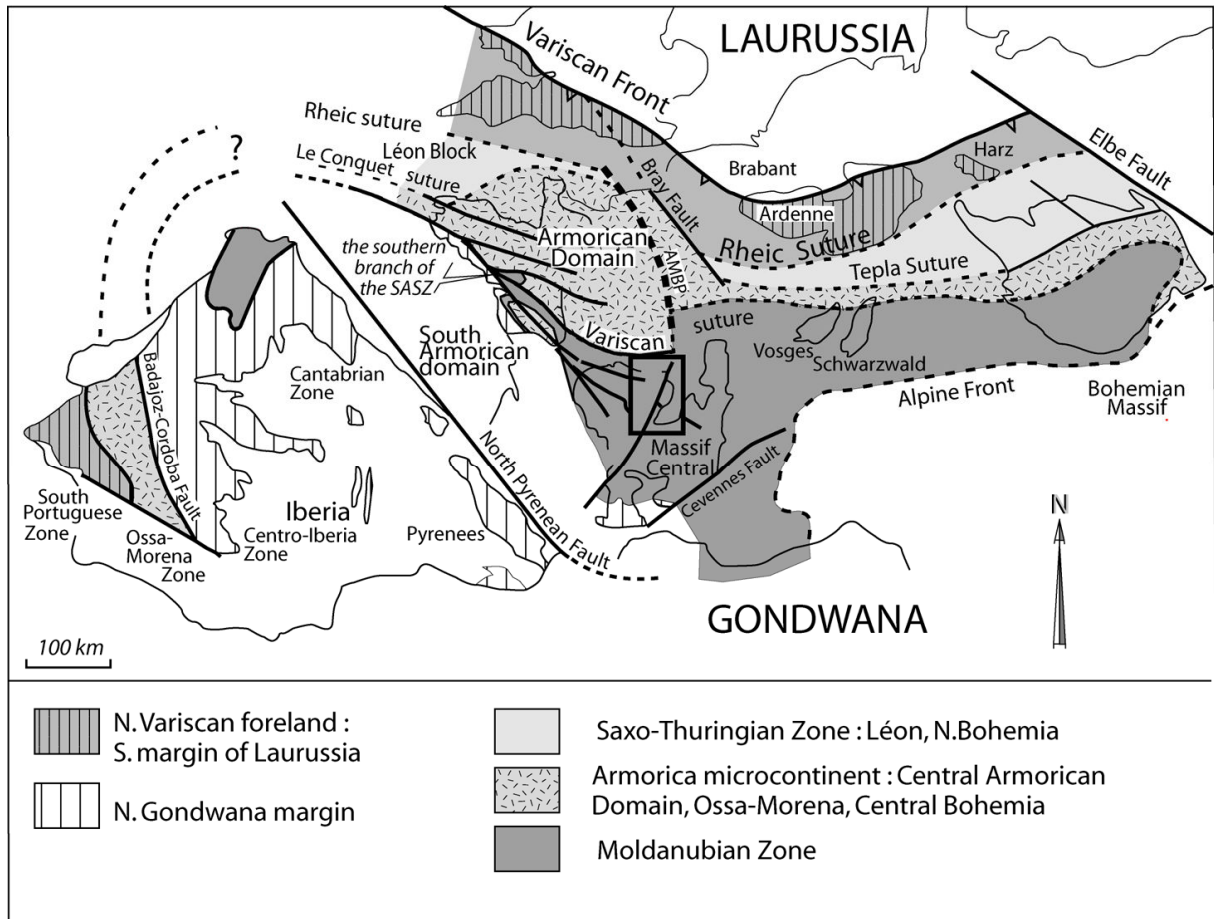 LAURUSSIA
Variscan Front
Rheic suture
?
Léon Block
Le Conquet suture
Brabant
Harz
Elbe Fault
Bray Fault
Ardenne
Rheic Suture
the southern
branch of
the SASZ
Armorican
Domain
AMBP
Tepla Suture
Variscan
suture
South
Armorican
domain
Vosges
Schwarzwald
Alpine Front
Bohemian
Massif
Cantabrian
Zone
Badajoz-Cordoba Fault
Massif
Central
Cevennes Fault
North Pyrenean Fault
South
Portuguese
Zone
Ossa-
Morena
Zone
Iberia
Centro-Iberia
Zone
Pyrenees
N
GONDWANA
100 km
N. Variscan foreland :
S. margin of Laurussia
N. Gondwana margin
Saxo-Thuringian Zone : Léon, N.Bohemia
Armorica microcontinent : Central Armorican
Domain, Ossa-Morena, Central Bohemia
Moldanubian Zone